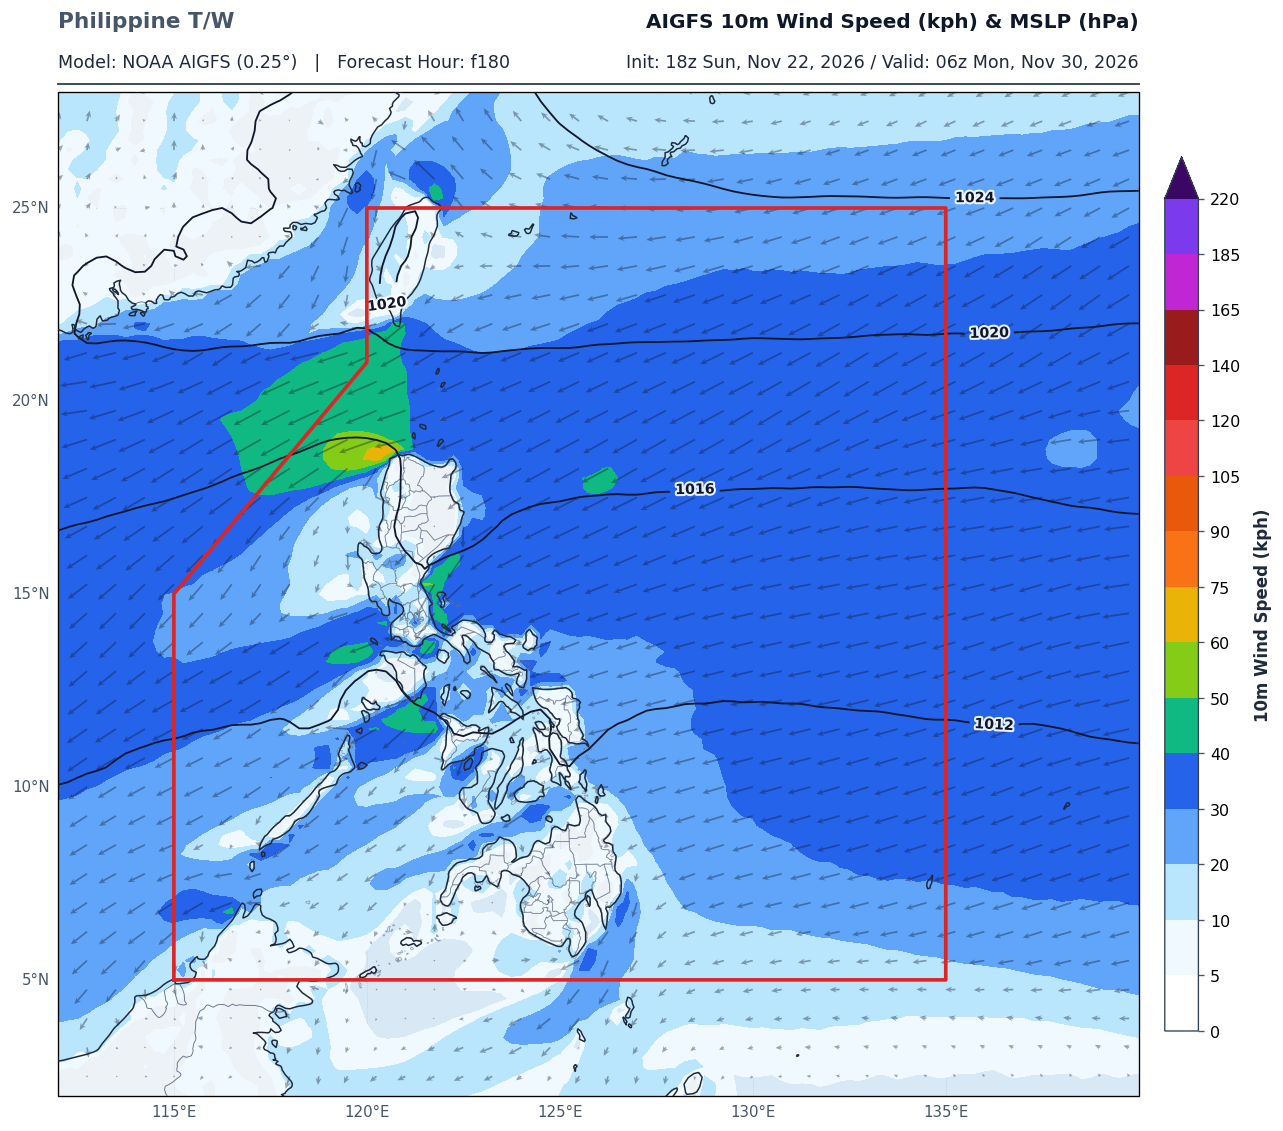 Philippine T/W
AIGFS 10m Wind Speed (kph) & MSLP (hPa)
Model: NOAA AIGFS (0.25°) | Forecast Hour: f180
Init: 18z Sun, Nov 22, 2026 / Valid: 06z Mon, Nov 30, 2026
25°N
20°N
15°N
10°N
5°N
115°E
120°E
125°E
130°E
135°E
1024
1020
1020
1016
1012
220
185
165
140
120
105
90
75
60
50
40
30
20
10
5
0
10m Wind Speed (kph)